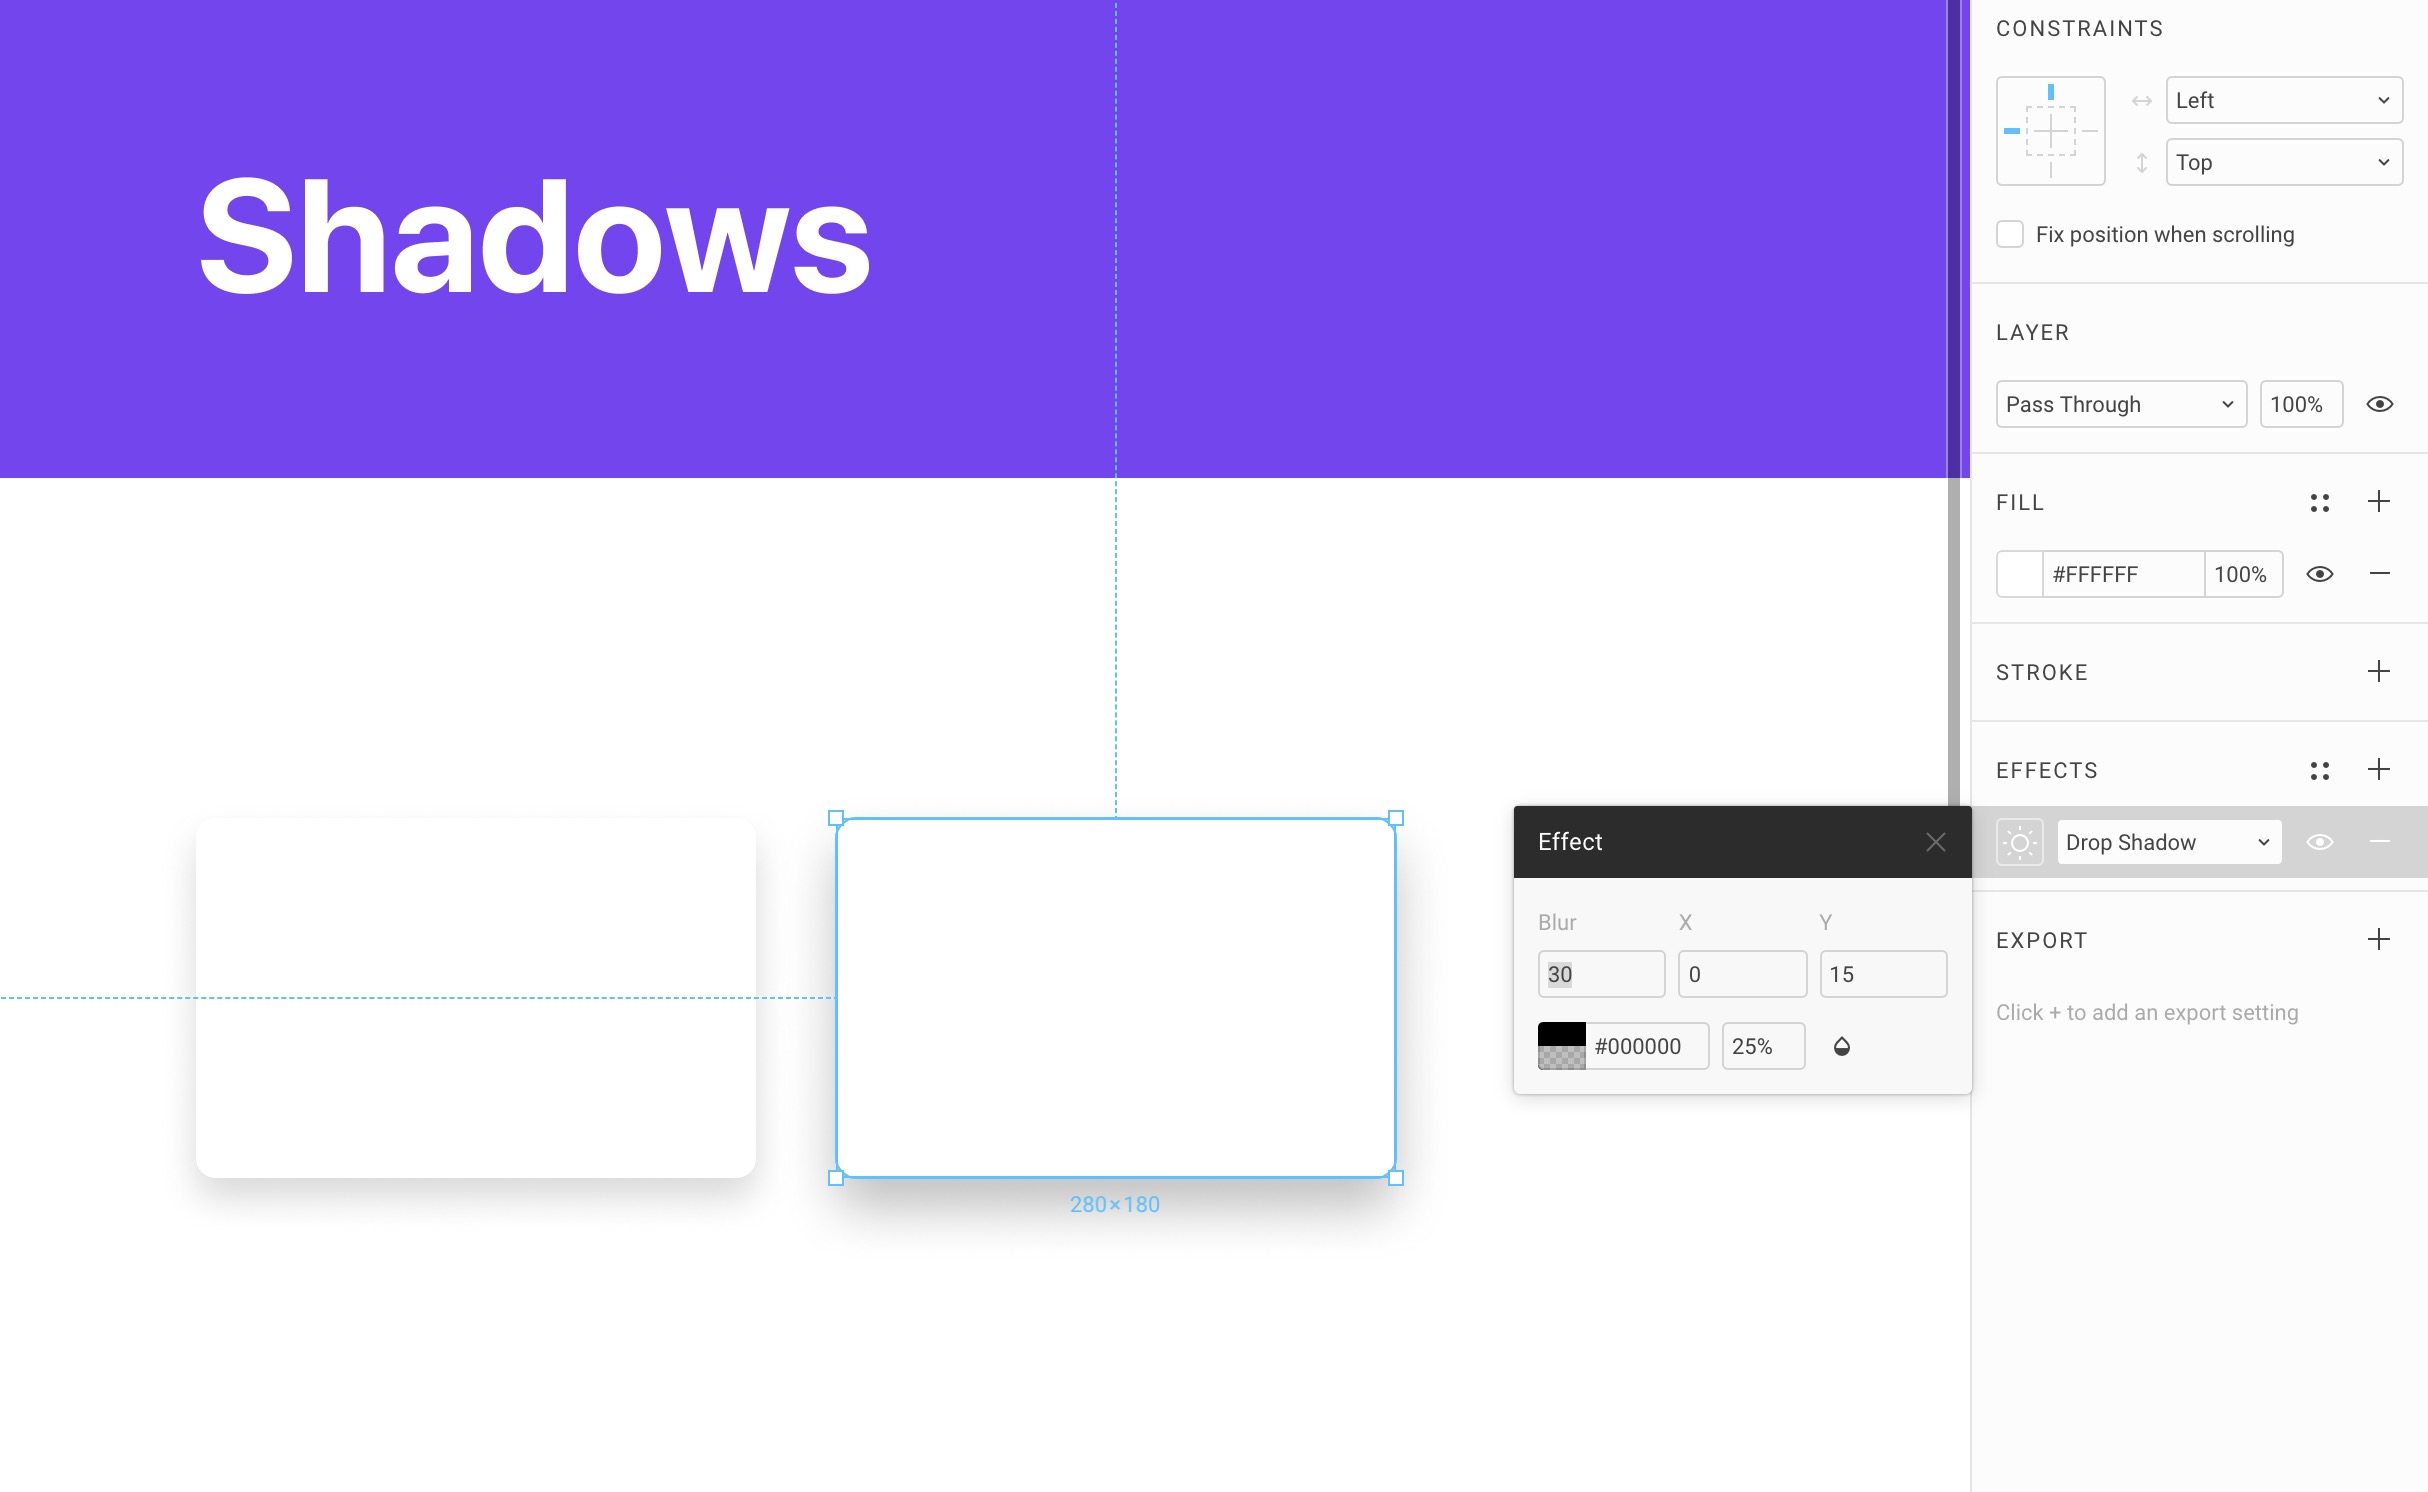 Shadows
280×180
Effect
Blur X Y
30 0 15
#000000 25%
CONSTRAINTS
Left
Top
Fix position when scrolling
LAYER
Pass Through 100%
FILL
#FFFFFF 100%
STROKE
EFFECTS
Drop Shadow
EXPORT
Click + to add an export setting